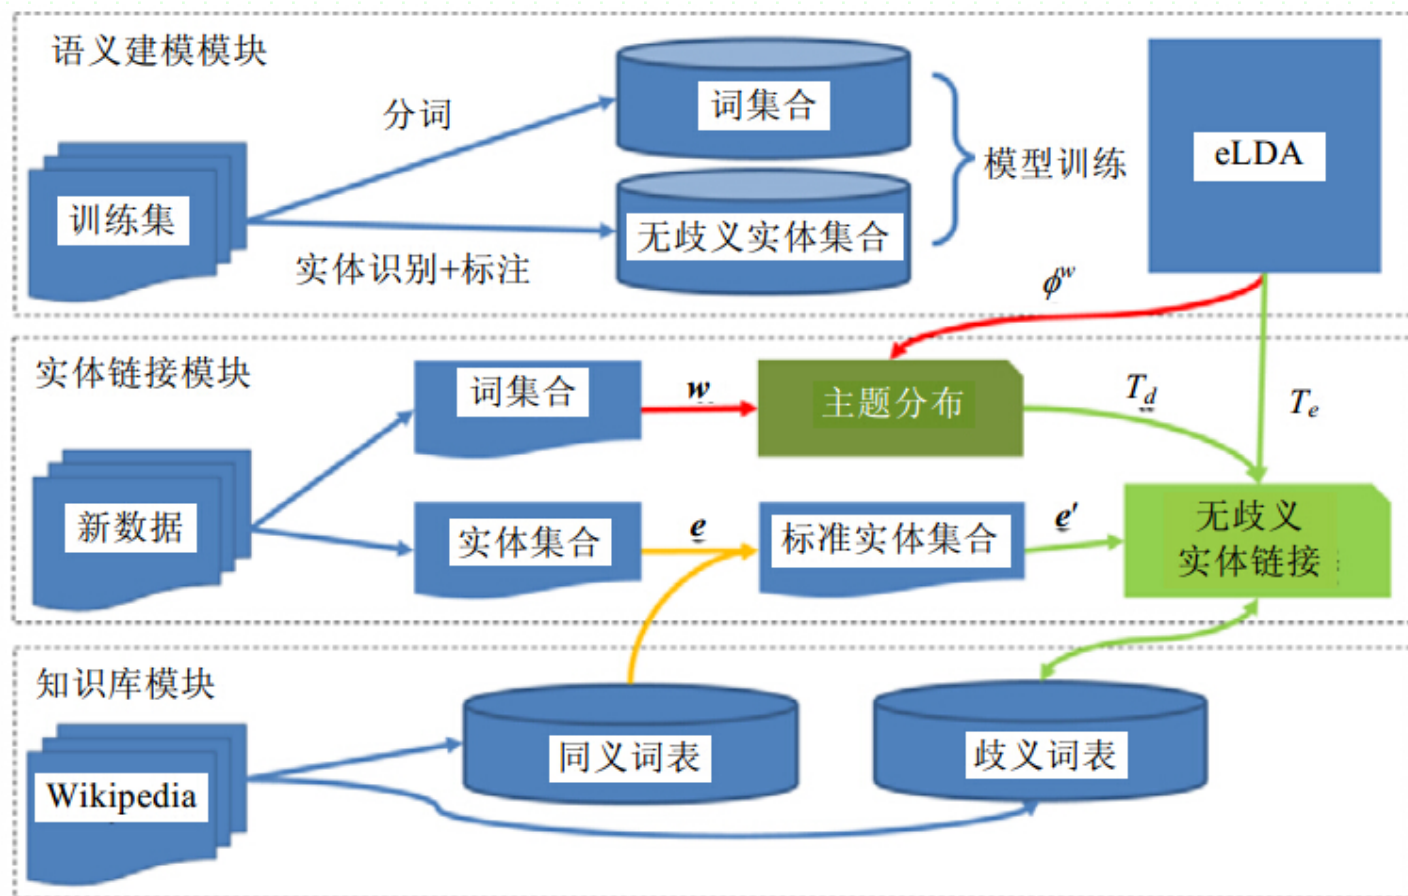 语义建模模块
分词
词集合
训练集
无歧义实体集合
实体识别+标注
模型训练
eLDA
ϕʷ
实体链接模块
词集合
w
主题分布
T_d
T_e
新数据
实体集合
e
标准实体集合
e′
无歧义
实体链接
知识库模块
Wikipedia
同义词表
歧义词表